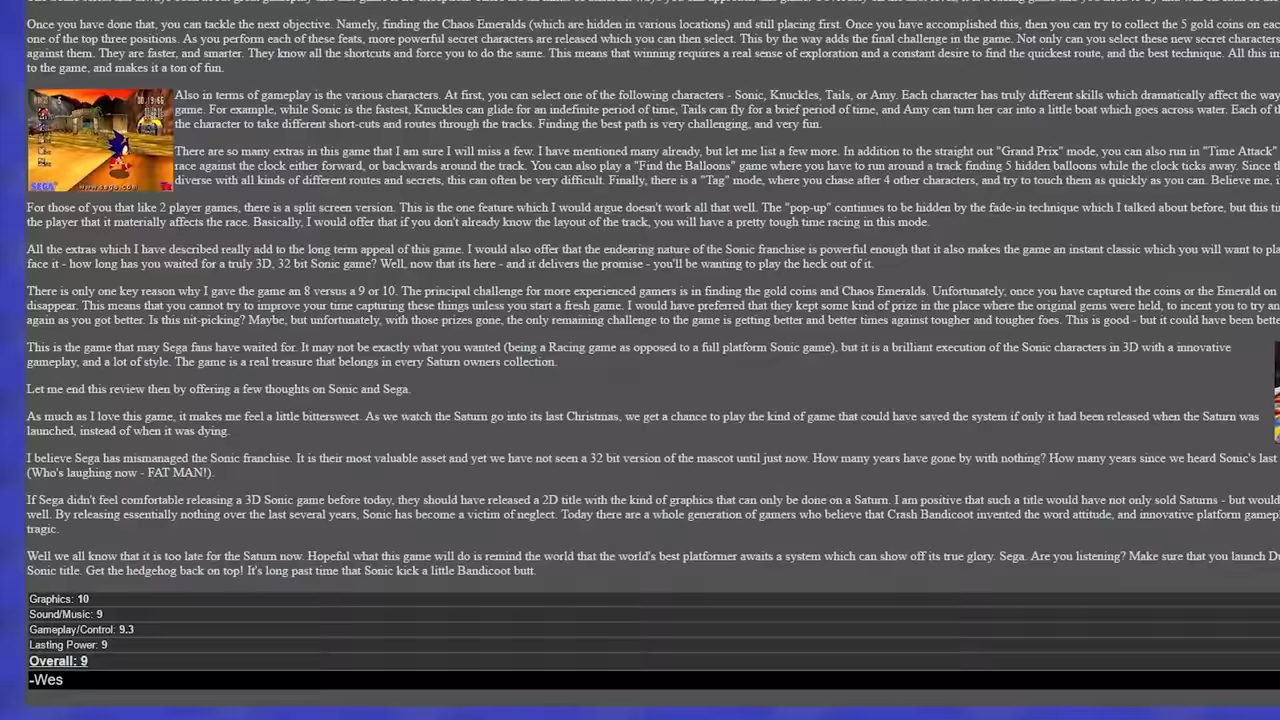 Once you have done that, you can tackle the next objective. Namely, finding the Chaos Emeralds (which are hidden in various locations) and still placing first. Once you have accomplished this, then you can try to collect the 5 gold coins on eac
one of the top three positions. As you perform each of these feats, more powerful secret characters are released which you can then select. This by the way adds the final challenge in the game. Not only can you select these new secret characters
against them. They are faster, and smarter. They know all the shortcuts and force you to do the same. This means that winning requires a real sense of exploration and a constant desire to find the quickest route, and the best technique. All this in
to the game, and makes it a ton of fun.
Also in terms of gameplay is the various characters. At first, you can select one of the following characters - Sonic, Knuckles, Tails, or Amy. Each character has truly different skills which dramatically affect the way
game. For example, while Sonic is the fastest, Knuckles can glide for an indefinite period of time, Tails can fly for a brief period of time, and Amy can turn her car into a little boat which goes across water. Each of th
the character to take different short-cuts and routes through the tracks. Finding the best path is very challenging, and very fun.
There are so many extras in this game that I am sure I will miss a few. I have mentioned many already, but let me list a few more. In addition to the straight out "Grand Prix" mode, you can also run in "Time Attack"
race against the clock either forward, or backwards around the track. You can also play a "Find the Balloons" game where you have to run around a track finding 5 hidden balloons while the clock ticks away. Since th
diverse with all kinds of different routes and secrets, this can often be very difficult. Finally, there is a "Tag" mode, where you chase after 4 other characters, and try to touch them as quickly as you can. Believe me, i
SEGA www.sega.com
For those of you that like 2 player games, there is a split screen version. This is the one feature which I would argue doesn't work all that well. The "pop-up" continues to be hidden by the fade-in technique which I talked about before, but this tim
the player that it materially affects the race. Basically, I would offer that if you don't already know the layout of the track, you will have a pretty tough time racing in this mode.
All the extras which I have described really add to the long term appeal of this game. I would also offer that the endearing nature of the Sonic franchise is powerful enough that it also makes the game an instant classic which you will want to pla
face it - how long has you waited for a truly 3D, 32 bit Sonic game? Well, now that its here - and it delivers the promise - you'll be wanting to play the heck out of it.
There is only one key reason why I gave the game an 8 versus a 9 or 10. The principal challenge for more experienced gamers is in finding the gold coins and Chaos Emeralds. Unfortunately, once you have captured the coins or the Emerald on
disappear. This means that you cannot try to improve your time capturing these things unless you start a fresh game. I would have preferred that they kept some kind of prize in the place where the original gems were held, to incent you to try an
again as you got better. Is this nit-picking? Maybe, but unfortunately, with those prizes gone, the only remaining challenge to the game is getting better and better times against tougher and tougher foes. This is good - but it could have been bette
This is the game that may Sega fans have waited for. It may not be exactly what you wanted (being a Racing game as opposed to a full platform Sonic game), but it is a brilliant execution of the Sonic characters in 3D with a innovative
gameplay, and a lot of style. The game is a real treasure that belongs in every Saturn owners collection.
Let me end this review then by offering a few thoughts on Sonic and Sega.
As much as I love this game, it makes me feel a little bittersweet. As we watch the Saturn go into its last Christmas, we get a chance to play the kind of game that could have saved the system if only it had been released when the Saturn was
launched, instead of when it was dying.
I believe Sega has mismanaged the Sonic franchise. It is their most valuable asset and yet we have not seen a 32 bit version of the mascot until just now. How many years have gone by with nothing? How many years since we heard Sonic's last
(Who's laughing now - FAT MAN!).
If Sega didn't feel comfortable releasing a 3D Sonic game before today, they should have released a 2D title with the kind of graphics that can only be done on a Saturn. I am positive that such a title would have not only sold Saturns - but would
well. By releasing essentially nothing over the last several years, Sonic has become a victim of neglect. Today there are a whole generation of gamers who believe that Crash Bandicoot invented the word attitude, and innovative platform gamepl
tragic.
Well we all know that it is too late for the Saturn now. Hopeful what this game will do is remind the world that the world's best platformer awaits a system which can show off its true glory. Sega. Are you listening? Make sure that you launch Du
Sonic title. Get the hedgehog back on top! It's long past time that Sonic kick a little Bandicoot butt.
Graphics: 10
Sound/Music: 9
Gameplay/Control: 9.3
Lasting Power: 9
Overall: 9
-Wes